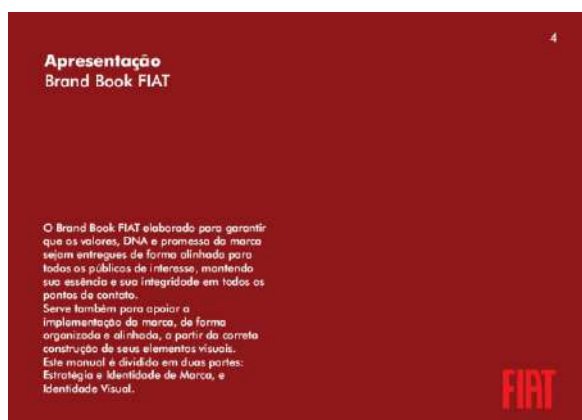 4
Apresentação
Brand Book FIAT
O Brand Book FIAT elaborado para garantir
que os valores, DNA e promessa da marca
sejam entregues de forma alinhada para
todos os públicos de interesse, mantendo
sua essência e sua integridade em todos os
pontos de contato.
Serve também para apoiar a
implementação da marca, de forma
organizada e alinhada, a partir da correta
construção de seus elementos visuais.
Este manual é dividido em duas partes:
Estratégia e Identidade de Marca, e
Identidade Visual.
FIAT